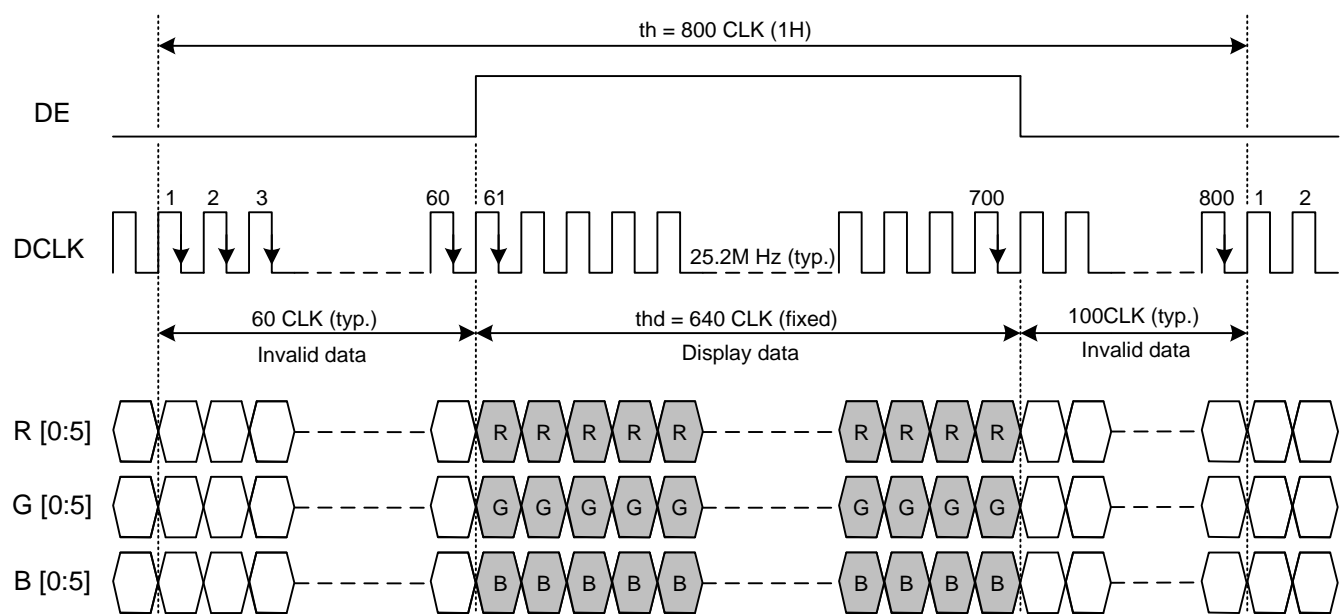 th = 800 CLK (1H)
DE
1 2 3 60 61 700 800 1 2
DCLK
25.2M Hz (typ.)
60 CLK (typ.) thd = 640 CLK (fixed) 100CLK (typ.)
Invalid data Display data Invalid data
R [0:5] R R R R R R R R R
G [0:5] G G G G G G G G G
B [0:5] B B B B B B B B B